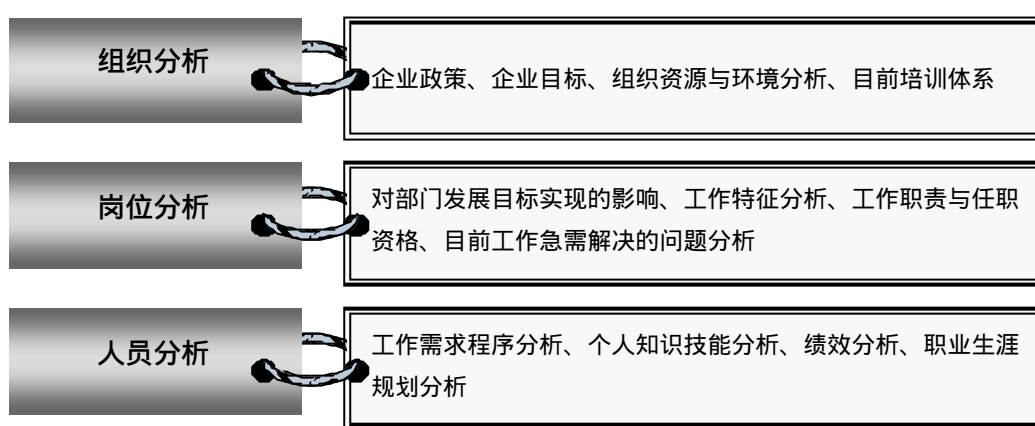 组织分析
企业政策、企业目标、组织资源与环境分析、目前培训体系
岗位分析
对部门发展目标实现的影响、工作特征分析、工作职责与任职
资格、目前工作急需解决的问题分析
人员分析
工作需求程序分析、个人知识技能分析、绩效分析、职业生涯
规划分析